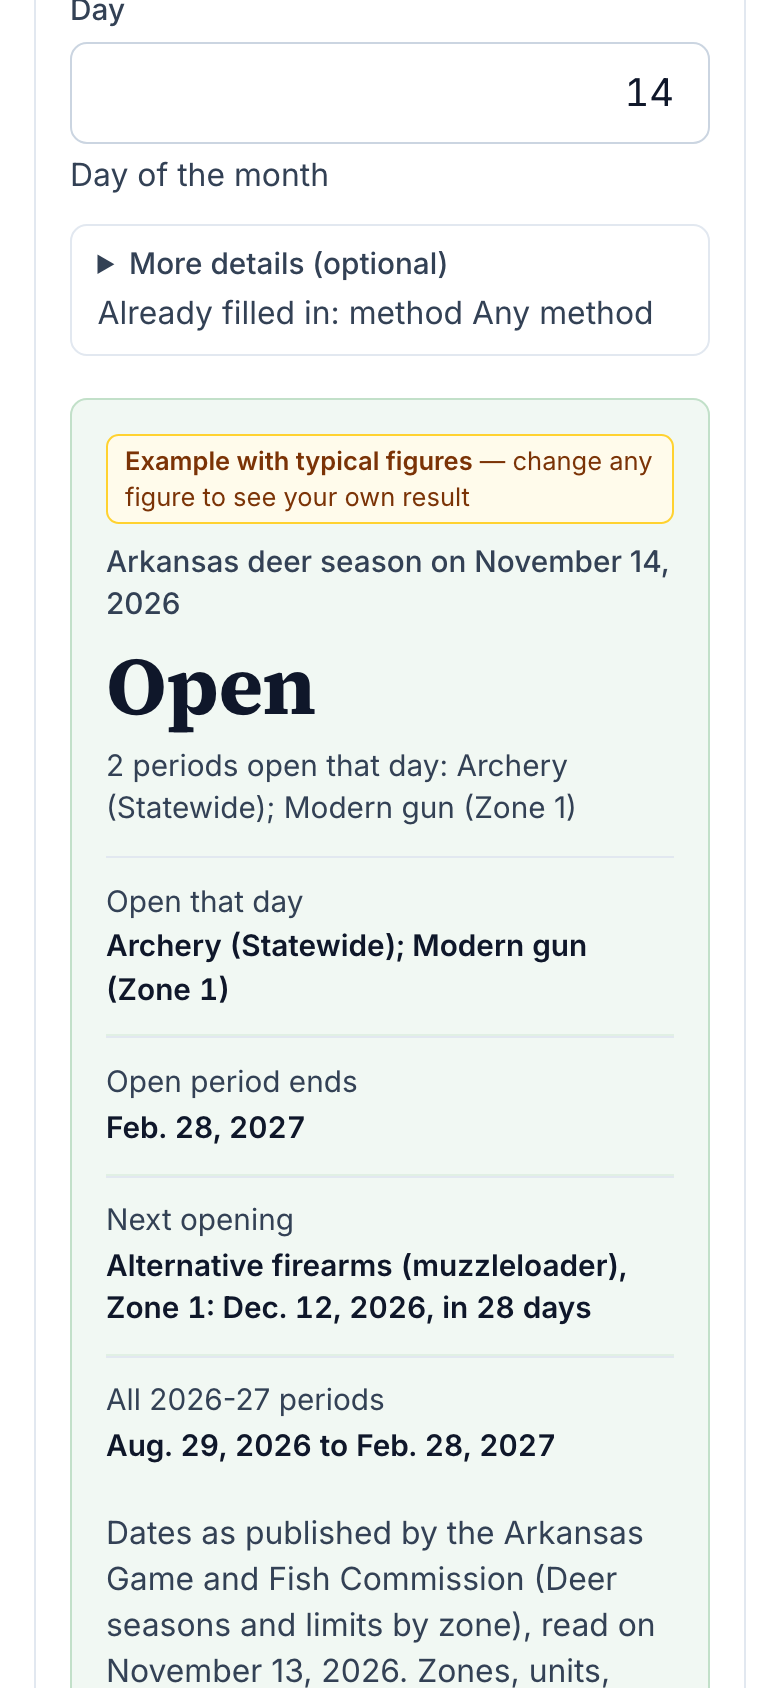 Day
14
Day of the month
▶ More details (optional)
Already filled in: method Any method
Example with typical figures — change any
figure to see your own result
Arkansas deer season on November 14,
2026
Open
2 periods open that day: Archery
(Statewide); Modern gun (Zone 1)
Open that day
Archery (Statewide); Modern gun
(Zone 1)
Open period ends
Feb. 28, 2027
Next opening
Alternative firearms (muzzleloader),
Zone 1: Dec. 12, 2026, in 28 days
All 2026-27 periods
Aug. 29, 2026 to Feb. 28, 2027
Dates as published by the Arkansas
Game and Fish Commission (Deer
seasons and limits by zone), read on
November 13, 2026. Zones, units,